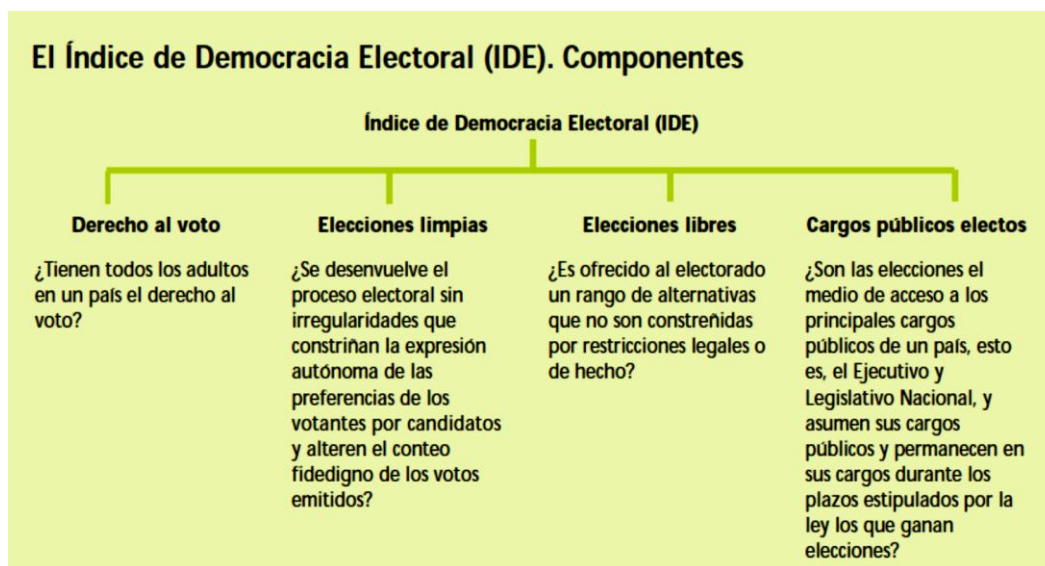 El Índice de Democracia Electoral (IDE). Componentes
Índice de Democracia Electoral (IDE)
Derecho al voto
¿Tienen todos los adultos
en un país el derecho al
voto?
Elecciones limpias
¿Se desenvuelve el
proceso electoral sin
irregularidades que
constriñan la expresión
autónoma de las
preferencias de los
votantes por candidatos
y alteren el conteo
fidedigno de los votos
emitidos?
Elecciones libres
¿Es ofrecido al electorado
un rango de alternativas
que no son constreñidas
por restricciones legales o
de hecho?
Cargos públicos electos
¿Son las elecciones el
medio de acceso a los
principales cargos
públicos de un país, esto
es, el Ejecutivo y
Legislativo Nacional, y
asumen sus cargos
públicos y permanecen en
sus cargos durante los
plazos estipulados por la
ley los que ganan
elecciones?